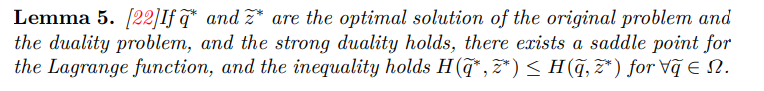 Lemma 5. [22]If q̃* and z̃* are the optimal solution of the original problem and
the duality problem, and the strong duality holds, there exists a saddle point for
the Lagrange function, and the inequality holds H(q̃*, z̃*) ≤ H(q̃, z̃*) for ∀q̃ ∈ Ω.